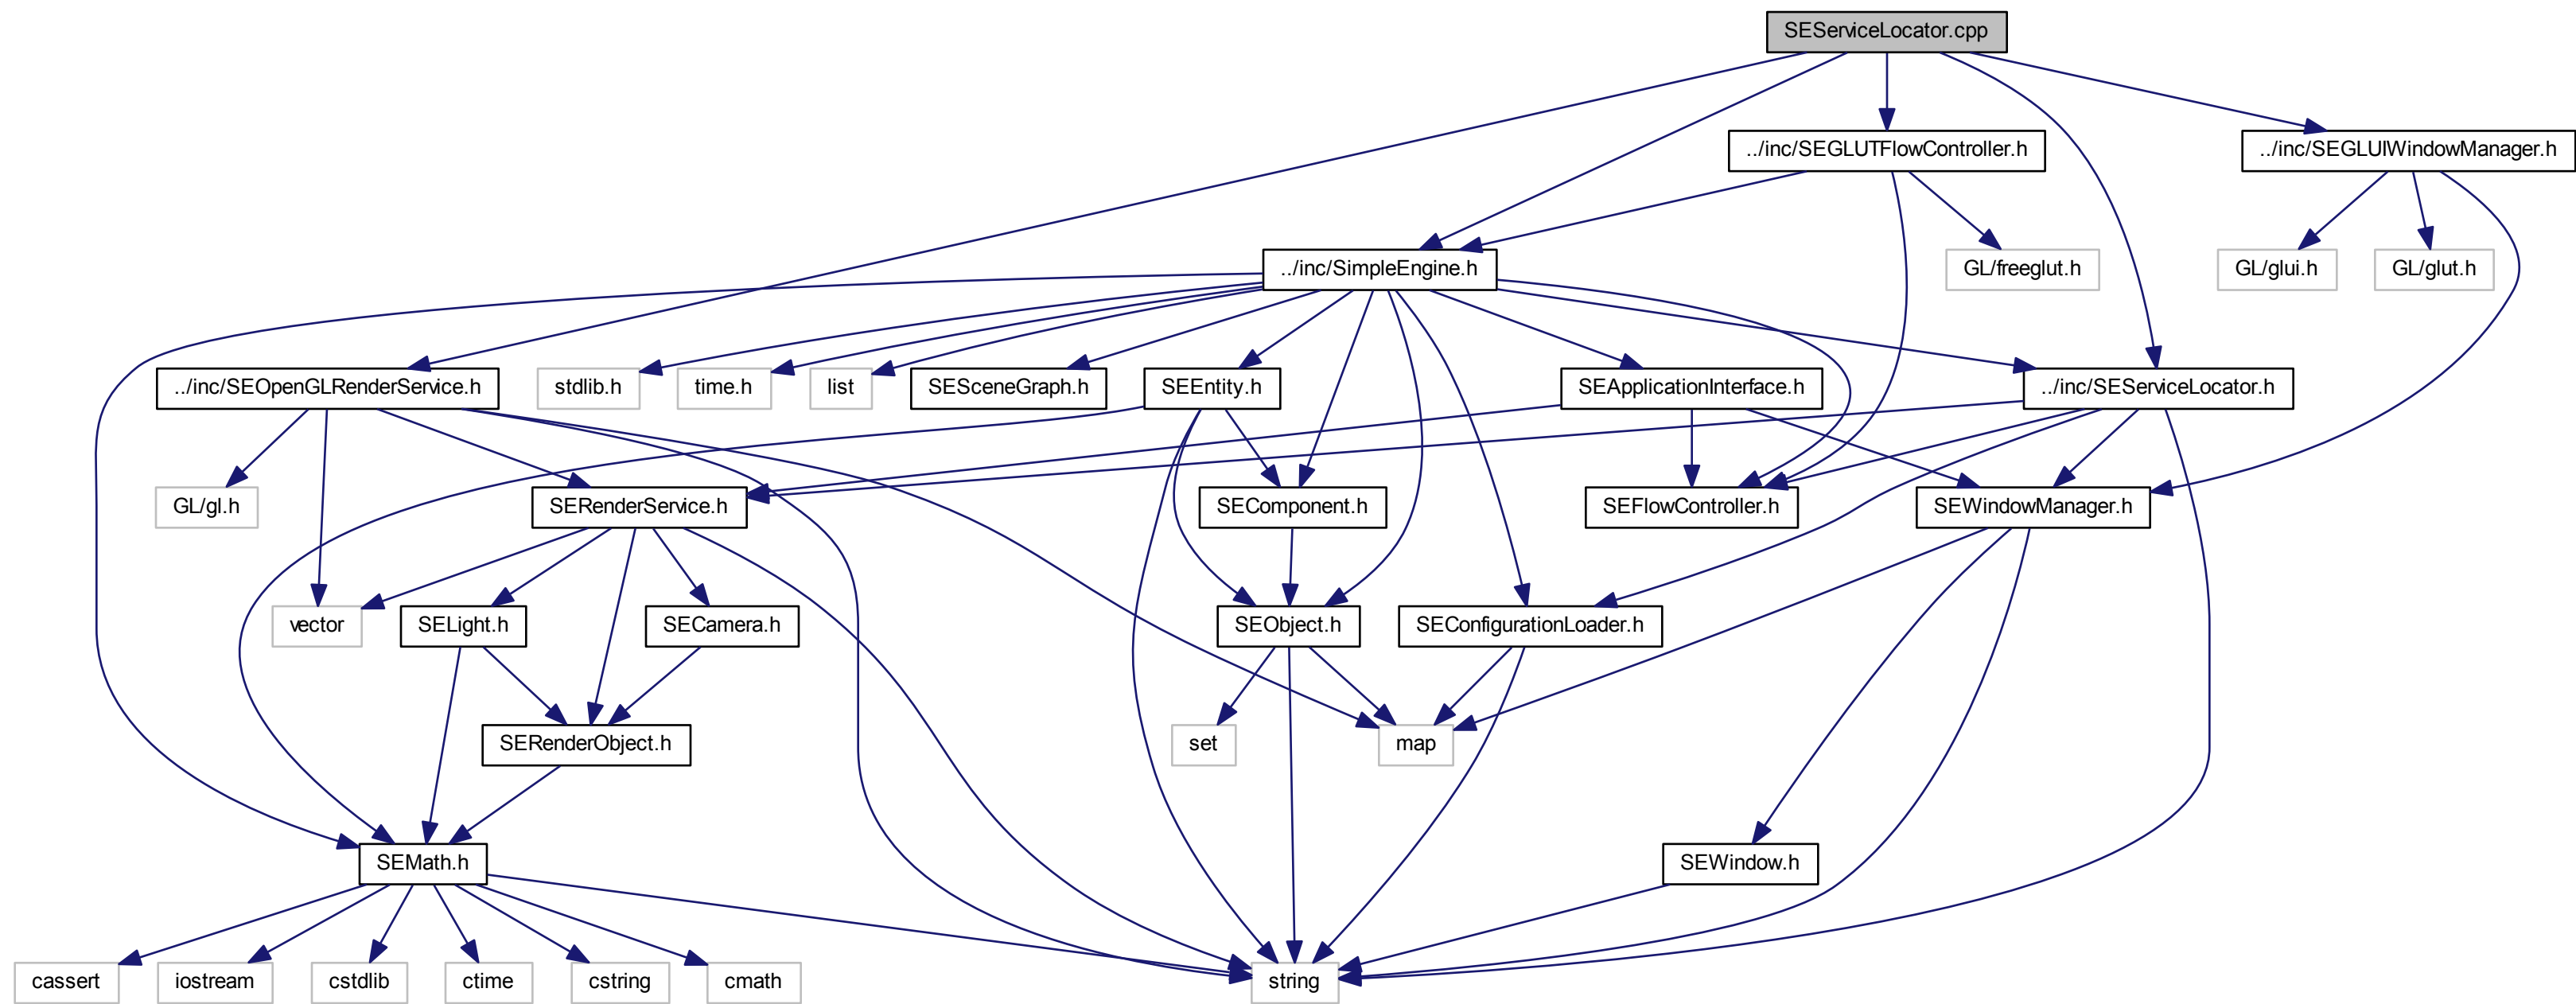 SEServiceLocator.cpp
../inc/SEGLUTFlowController.h
../inc/SEGLUIWindowManager.h
../inc/SimpleEngine.h
GL/freeglut.h
GL/glui.h
GL/glut.h
../inc/SEOpenGLRenderService.h
stdlib.h
time.h
list
SESceneGraph.h
SEEntity.h
SEApplicationInterface.h
../inc/SEServiceLocator.h
GL/gl.h
SERenderService.h
SEComponent.h
SEFlowController.h
SEWindowManager.h
vector
SELight.h
SECamera.h
SEObject.h
SEConfigurationLoader.h
SERenderObject.h
set
map
SEMath.h
SEWindow.h
cassert
iostream
cstdlib
ctime
cstring
cmath
string